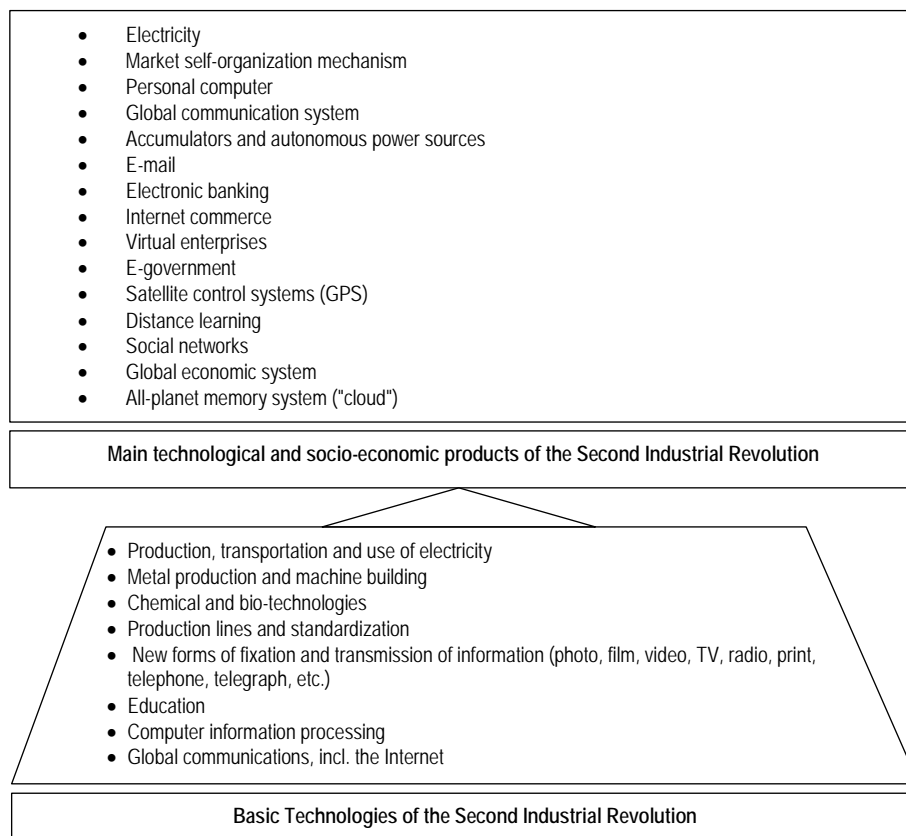 • Electricity
• Market self-organization mechanism
• Personal computer
• Global communication system
• Accumulators and autonomous power sources
• E-mail
• Electronic banking
• Internet commerce
• Virtual enterprises
• E-government
• Satellite control systems (GPS)
• Distance learning
• Social networks
• Global economic system
• All-planet memory system ("cloud")
Main technological and socio-economic products of the Second Industrial Revolution
• Production, transportation and use of electricity
• Metal production and machine building
• Chemical and bio-technologies
• Production lines and standardization
• New forms of fixation and transmission of information (photo, film, video, TV, radio, print,
telephone, telegraph, etc.)
• Education
• Computer information processing
• Global communications, incl. the Internet
Basic Technologies of the Second Industrial Revolution